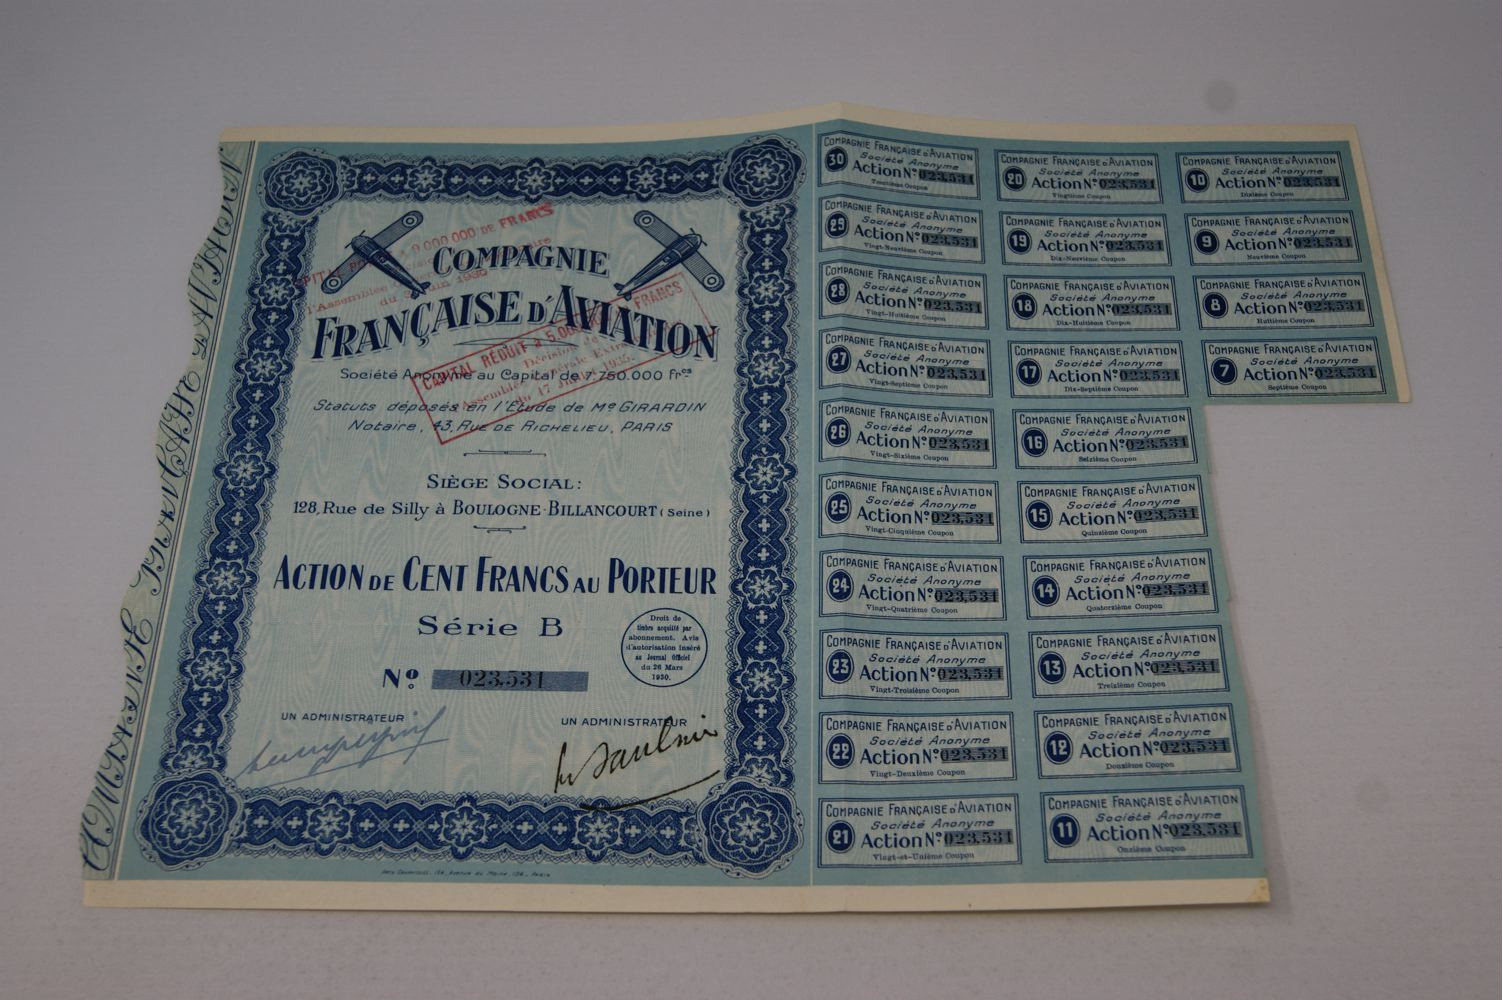 COMPAGNIE
FRANÇAISE D'AVIATION
Société Anonyme au Capital de 7.750.000 Frcs
Statuts déposés en l'Étude de Me GIRARDIN
Notaire, 43, Rue de Richelieu, PARIS
CAPITAL RÉDUIT à 5.000.000 FRANCS
SIÈGE SOCIAL:
128, Rue de Silly à BOULOGNE-BILLANCOURT (Seine)
ACTION DE CENT FRANCS AU PORTEUR
Série B
Droit de
timbre acquitté par
abonnement. Avis
d'autorisation inséré
au Journal Officiel
du 26 Mars
1930.
No. 023,531
UN ADMINISTRATEUR
UN ADMINISTRATEUR
COMPAGNIE FRANÇAISE D'AVIATION
Société Anonyme
30 Action No 023,531
Trentième Coupon
COMPAGNIE FRANÇAISE D'AVIATION
Société Anonyme
29 Action No 023,531
Vingt-Neuvième Coupon
COMPAGNIE FRANÇAISE D'AVIATION
Société Anonyme
28 Action No 023,531
Vingt-Huitième Coupon
COMPAGNIE FRANÇAISE D'AVIATION
Société Anonyme
27 Action No 023,531
Vingt-Septième Coupon
COMPAGNIE FRANÇAISE D'AVIATION
Société Anonyme
26 Action No 023,531
Vingt-Sixième Coupon
COMPAGNIE FRANÇAISE D'AVIATION
Société Anonyme
25 Action No 023,531
Vingt-Cinquième Coupon
COMPAGNIE FRANÇAISE D'AVIATION
Société Anonyme
24 Action No 023,531
Vingt-Quatrième Coupon
COMPAGNIE FRANÇAISE D'AVIATION
Société Anonyme
23 Action No 023,531
Vingt-Troisième Coupon
COMPAGNIE FRANÇAISE D'AVIATION
Société Anonyme
22 Action No 023,531
Vingt-Deuxième Coupon
COMPAGNIE FRANÇAISE D'AVIATION
Société Anonyme
21 Action No 023,531
Vingt-et-Unième Coupon
COMPAGNIE FRANÇAISE D'AVIATION
Société Anonyme
20 Action No 023,531
Vingtième Coupon
COMPAGNIE FRANÇAISE D'AVIATION
Société Anonyme
19 Action No 023,531
Dix-Neuvième Coupon
COMPAGNIE FRANÇAISE D'AVIATION
Société Anonyme
18 Action No 023,531
Dix-Huitième Coupon
COMPAGNIE FRANÇAISE D'AVIATION
Société Anonyme
17 Action No 023,531
Dix-Septième Coupon
COMPAGNIE FRANÇAISE D'AVIATION
Société Anonyme
16 Action No 023,531
Seizième Coupon
COMPAGNIE FRANÇAISE D'AVIATION
Société Anonyme
15 Action No 023,531
Quinzième Coupon
COMPAGNIE FRANÇAISE D'AVIATION
Société Anonyme
14 Action No 023,531
Quatorzième Coupon
COMPAGNIE FRANÇAISE D'AVIATION
Société Anonyme
13 Action No 023,531
Treizième Coupon
COMPAGNIE FRANÇAISE D'AVIATION
Société Anonyme
12 Action No 023,531
Douzième Coupon
COMPAGNIE FRANÇAISE D'AVIATION
Société Anonyme
11 Action No 023,531
Onzième Coupon
COMPAGNIE FRANÇAISE D'AVIATION
Société Anonyme
10 Action No 023,531
Dixième Coupon
COMPAGNIE FRANÇAISE D'AVIATION
Société Anonyme
9 Action No 023,531
Neuvième Coupon
COMPAGNIE FRANÇAISE D'AVIATION
Société Anonyme
8 Action No 023,531
Huitième Coupon
COMPAGNIE FRANÇAISE D'AVIATION
Société Anonyme
7 Action No 023,531
Septième Coupon